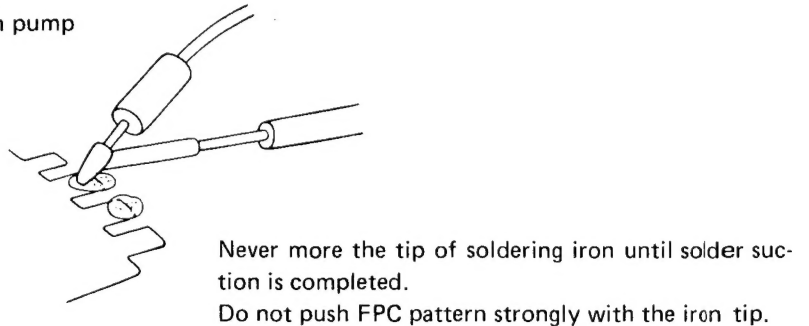 pump
Never more the tip of soldering iron until solder suc-
tion is completed.
Do not push FPC pattern strongly with the iron tip.